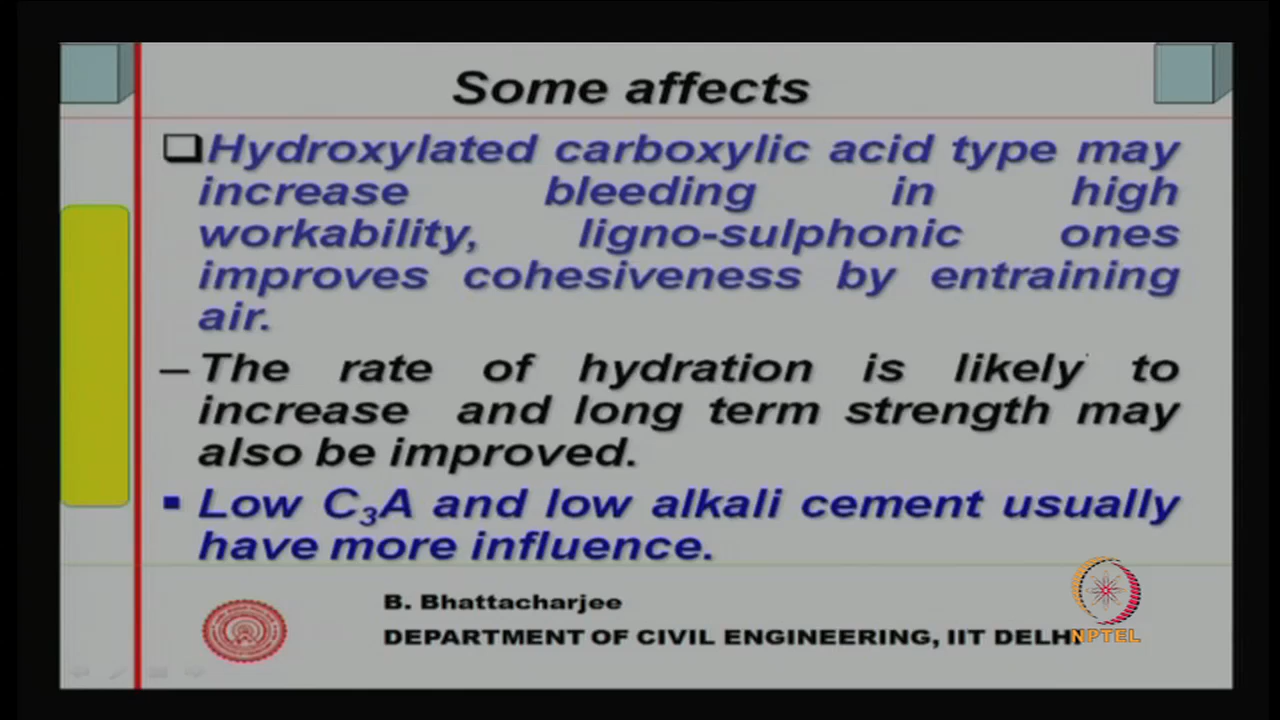 Some affects
Hydroxylated carboxylic acid type may
increase bleeding in high
workability, ligno-sulphonic ones
improves cohesiveness by entraining
air.
– The rate of hydration is likely to
increase and long term strength may
also be improved.
▪ Low C₃A and low alkali cement usually
have more influence.
B. Bhattacharjee
DEPARTMENT OF CIVIL ENGINEERING, IIT DELHI
NPTEL